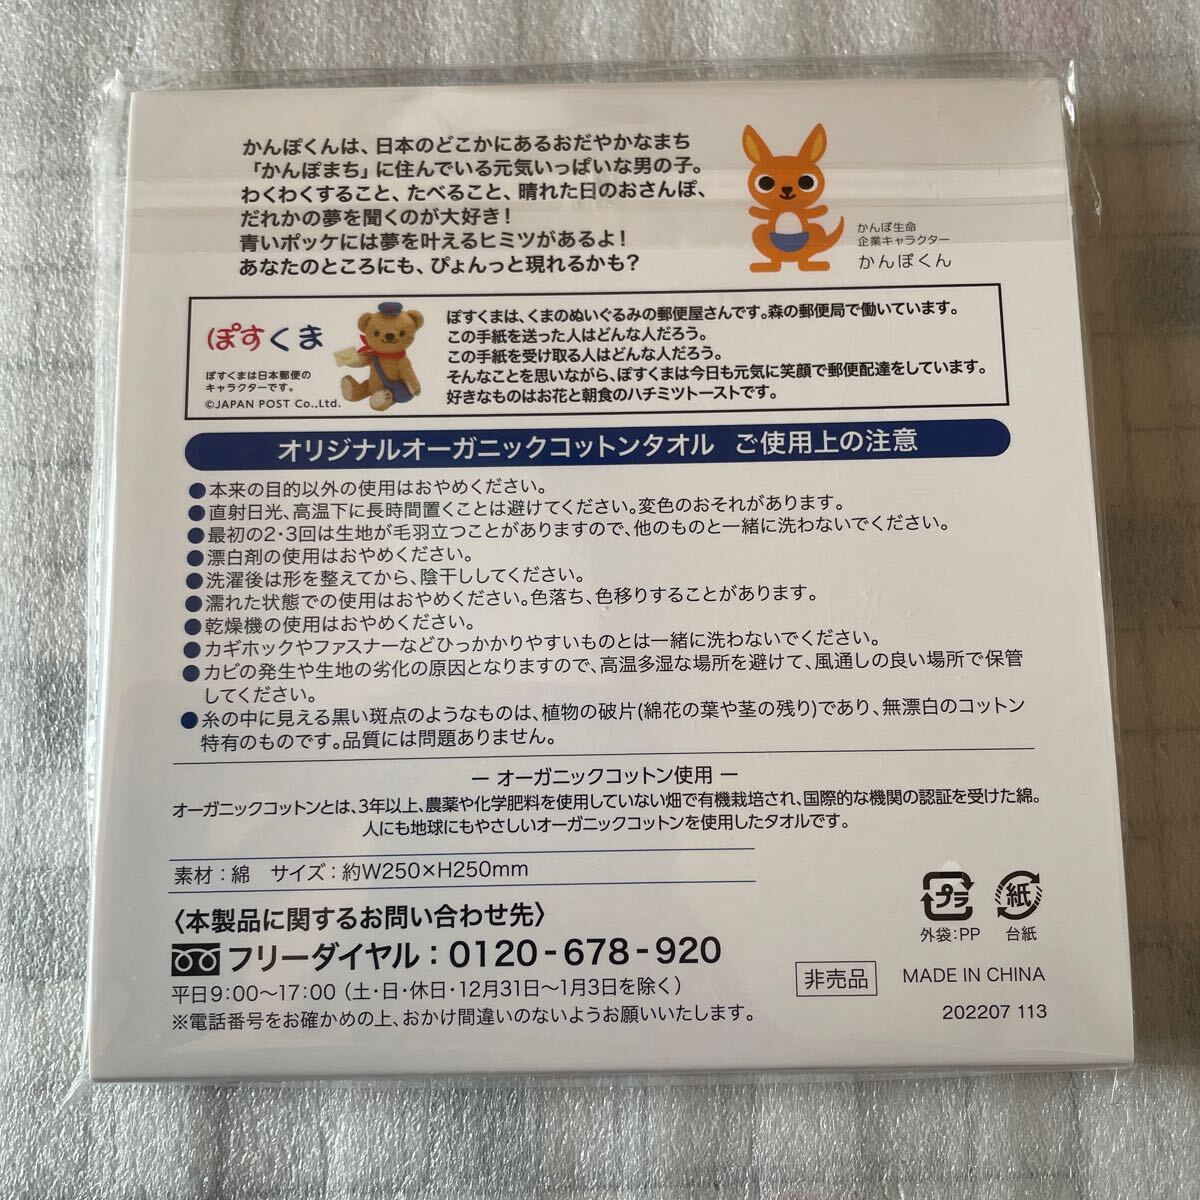 かんぽくんは、日本のどこかにあるおだやかなまち
「かんぽまち」に住んでいる元気いっぱいな男の子。
わくわくすること、たべること、晴れた日のおさんぽ、
だれかの夢を聞くのが大好き!
青いポッケには夢を叶えるヒミツがあるよ!
あなたのところにも、ぴょんっと現れるかも?
かんぽ生命
企業キャラクター
かんぽくん
ぽすくま
ぽすくまは日本郵便の
キャラクターです。
©JAPAN POST Co.,Ltd.
ぽすくまは、くまのぬいぐるみの郵便屋さんです。森の郵便局で働いています。
この手紙を送った人はどんな人だろう。
この手紙を受け取る人はどんな人だろう。
そんなことを思いながら、ぽすくまは今日も元気に笑顔で郵便配達をしています。
好きなものはお花と朝食のハチミツトーストです。
オリジナルオーガニックコットンタオル ご使用上の注意
●本来の目的以外の使用はおやめください。
●直射日光、高温下に長時間置くことは避けてください。変色のおそれがあります。
●最初の2・3回は生地が毛羽立つことがありますので、他のものと一緒に洗わないでください。
●漂白剤の使用はおやめください。
●洗濯後は形を整えてから、陰干ししてください。
●濡れた状態での使用はおやめください。色落ち、色移りすることがあります。
●乾燥機の使用はおやめください。
●カギホックやファスナーなどひっかかりやすいものとは一緒に洗わないでください。
●カビの発生や生地の劣化の原因となりますので、高温多湿な場所を避けて、風通しの良い場所で保管
してください。
●糸の中に見える黒い斑点のようなものは、植物の破片(綿花の葉や茎の残り)であり、無漂白のコットン
特有のものです。品質には問題ありません。
― オーガニックコットン使用 ―
オーガニックコットンとは、3年以上、農薬や化学肥料を使用していない畑で有機栽培され、国際的な機関の認証を受けた綿。
人にも地球にもやさしいオーガニックコットンを使用したタオルです。
素材：綿 サイズ：約W250×H250mm
〈本製品に関するお問い合わせ先〉
フリーダイヤル：0120-678-920
平日9:00～17:00（土・日・休日・12月31日～1月3日を除く）
※電話番号をお確かめの上、おかけ間違いのないようお願いいたします。
プラ
外袋：PP
紙
台紙
非売品
MADE IN CHINA
202207 113